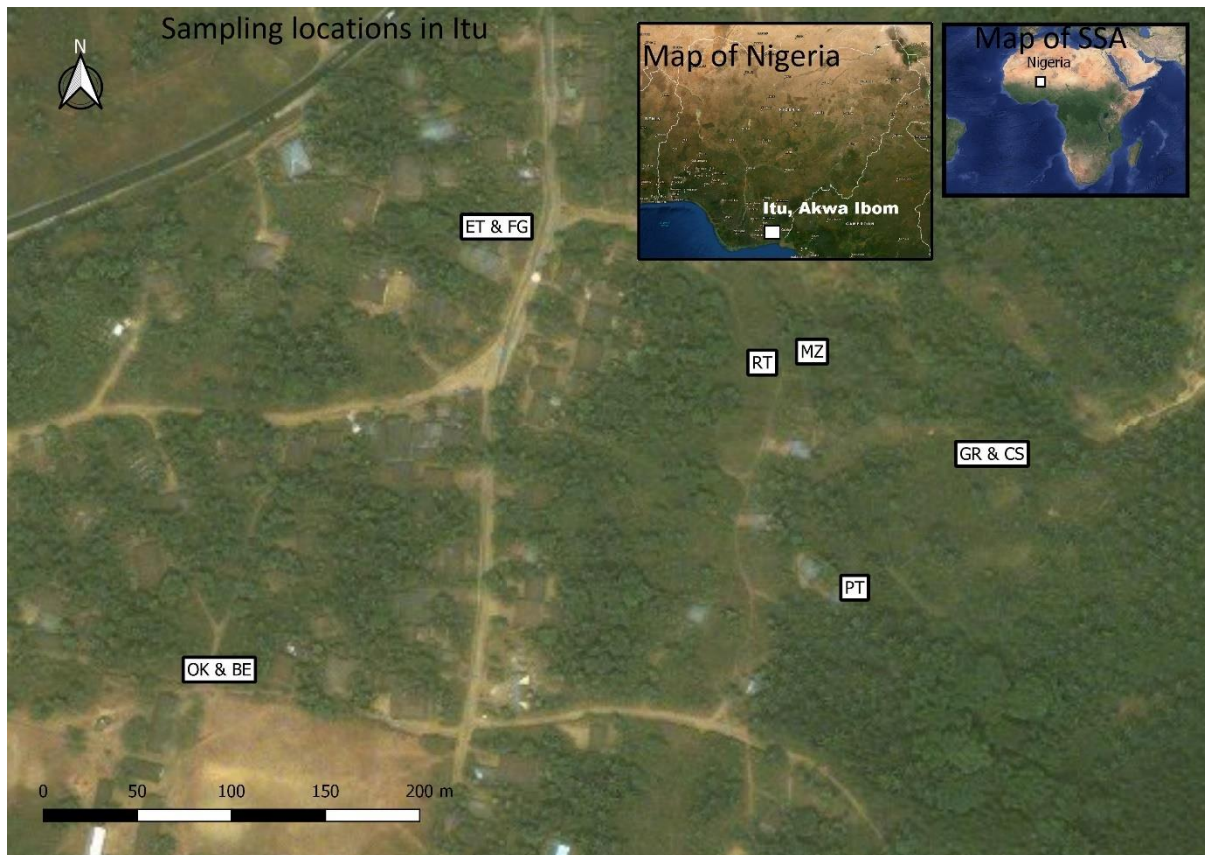 Sampling locations in Itu
N
Map of Nigeria
Itu, Akwa Ibom
Map of SSA
Nigeria
ET & FG
RT
MZ
GR & CS
PT
OK & BE
0 50 100 150 200 m